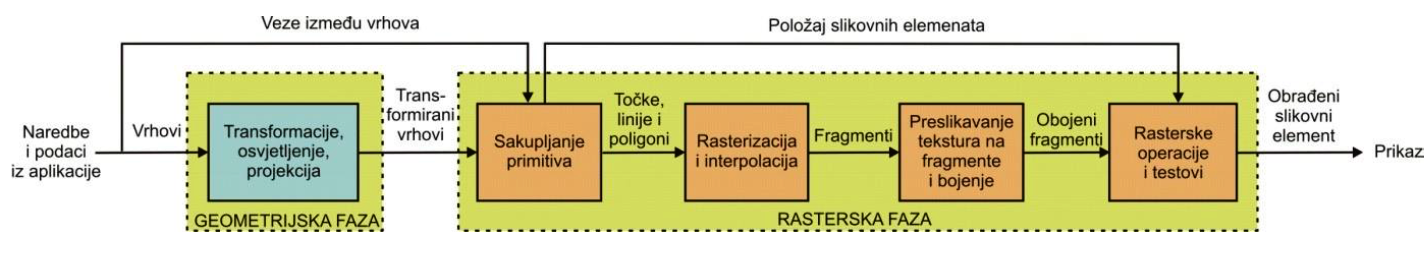 Veze između vrhova
Položaj slikovnih elemenata
Naredbe
i podaci
iz aplikacije
Vrhovi
Transformacije,
osvjetljenje,
projekcija
GEOMETRIJSKA FAZA
Trans-
formirani
vrhovi
Sakupljanje
primitiva
Točke,
linije i
poligoni
Rasterizacija
i interpolacija
Fragmenti
Preslikavanje
tekstura na
fragmente
i bojenje
Obojeni
fragmenti
Rasterske
operacije
i testovi
RASTERSKA FAZA
Obrađeni
slikovni
element
Prikaz